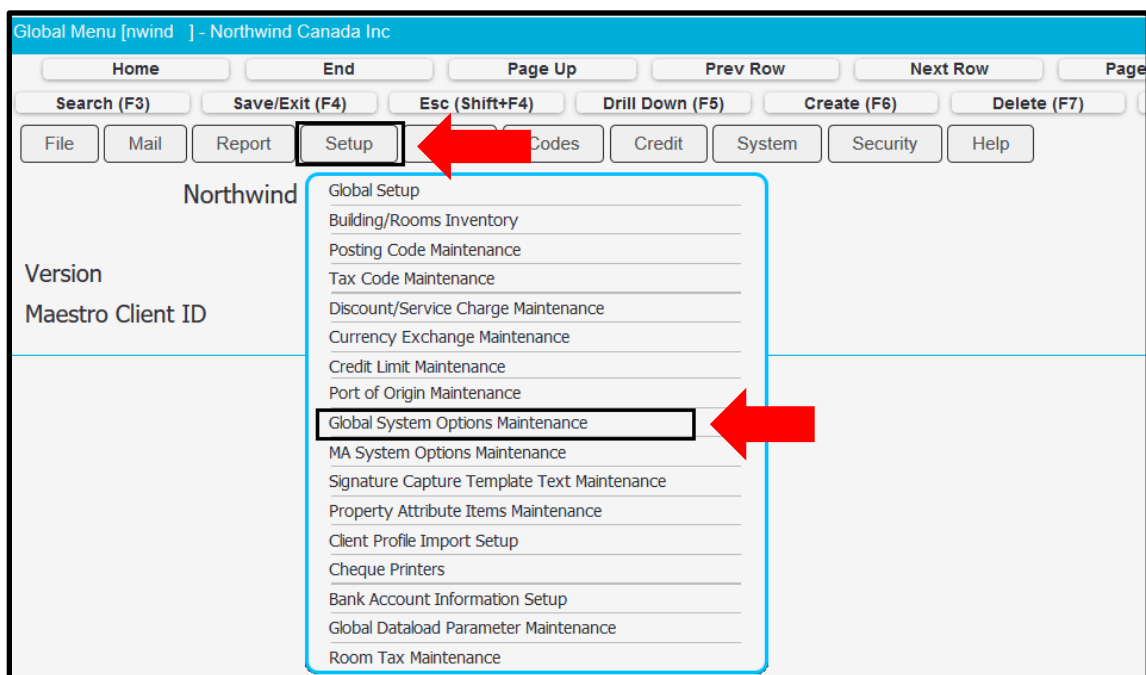 Global Menu [nwind   ] - Northwind Canada Inc
Home End Page Up Prev Row Next Row Page
Search (F3) Save/Exit (F4) Esc (Shift+F4) Drill Down (F5) Create (F6) Delete (F7)
File Mail Report Setup Codes Credit System Security Help
Northwind
Version
Maestro Client ID
Global Setup
Building/Rooms Inventory
Posting Code Maintenance
Tax Code Maintenance
Discount/Service Charge Maintenance
Currency Exchange Maintenance
Credit Limit Maintenance
Port of Origin Maintenance
Global System Options Maintenance
MA System Options Maintenance
Signature Capture Template Text Maintenance
Property Attribute Items Maintenance
Client Profile Import Setup
Cheque Printers
Bank Account Information Setup
Global Dataload Parameter Maintenance
Room Tax Maintenance